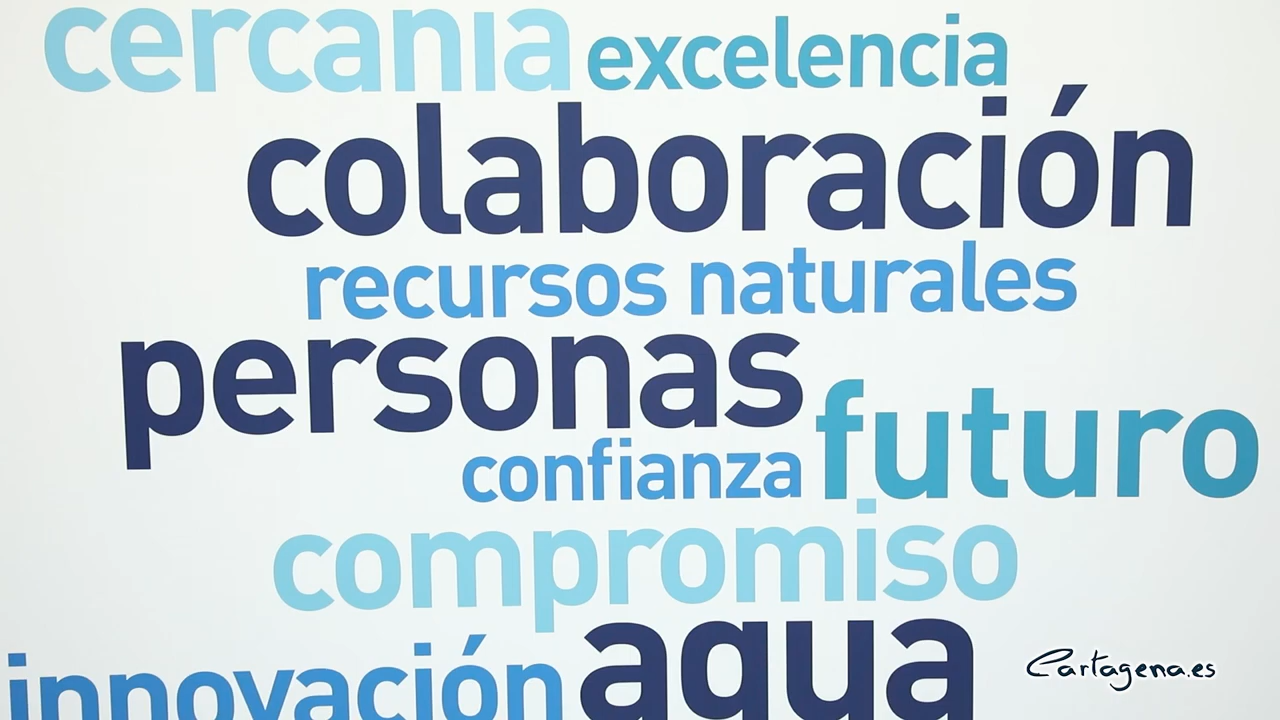 cercanía excelencia
colaboración
recursos naturales
personas
futuro
confianza
compromiso
innovación agua
Cartagena.es